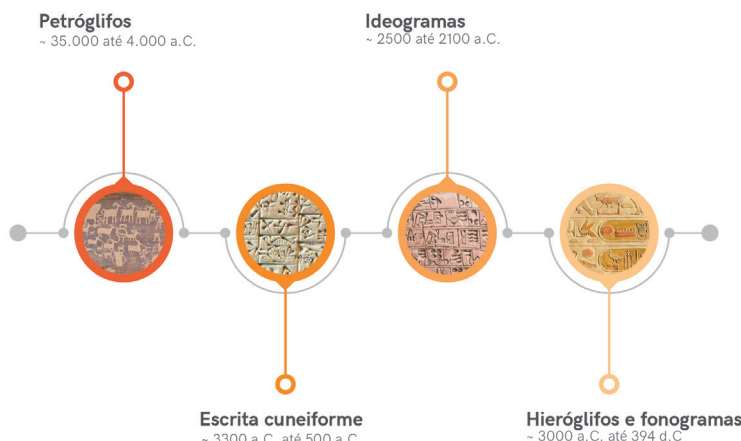 Petróglifos
~ 35.000 até 4.000 a.C.
Ideogramas
~ 2500 até 2100 a.C.
Escrita cuneiforme
~ 3300 a.C. até 500 a.C.
Hieróglifos e fonogramas
~ 3000 a.C. até 394 d.C